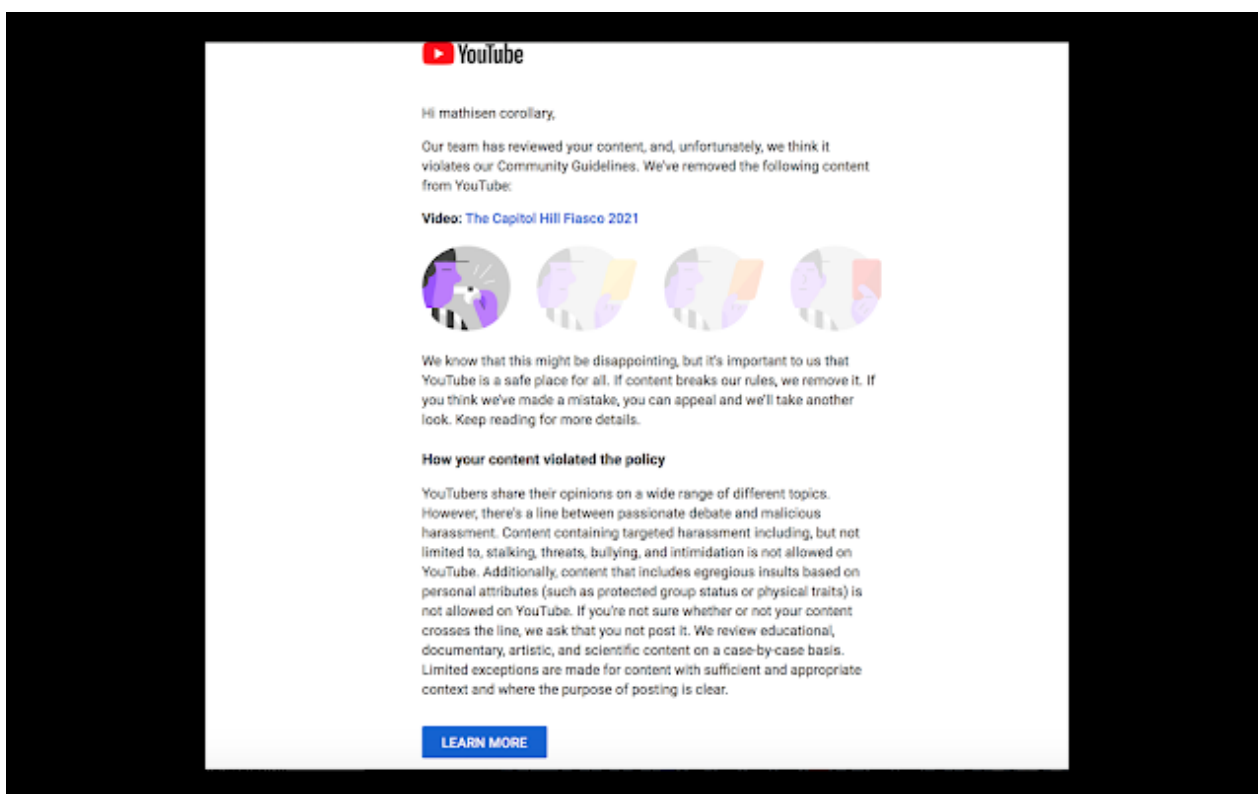 YouTube
Hi mathisen corollary,
Our team has reviewed your content, and, unfortunately, we think it
violates our Community Guidelines. We've removed the following content
from YouTube:
Video: The Capitol Hill Fiasco 2021
We know that this might be disappointing, but it's important to us that
YouTube is a safe place for all. If content breaks our rules, we remove it. If
you think we've made a mistake, you can appeal and we'll take another
look. Keep reading for more details.
How your content violated the policy
YouTubers share their opinions on a wide range of different topics.
However, there's a line between passionate debate and malicious
harassment. Content containing targeted harassment including, but not
limited to, stalking, threats, bullying, and intimidation is not allowed on
YouTube. Additionally, content that includes egregious insults based on
personal attributes (such as protected group status or physical traits) is
not allowed on YouTube. If you're not sure whether or not your content
crosses the line, we ask that you not post it. We review educational,
documentary, artistic, and scientific content on a case-by-case basis.
Limited exceptions are made for content with sufficient and appropriate
context and where the purpose of posting is clear.
LEARN MORE